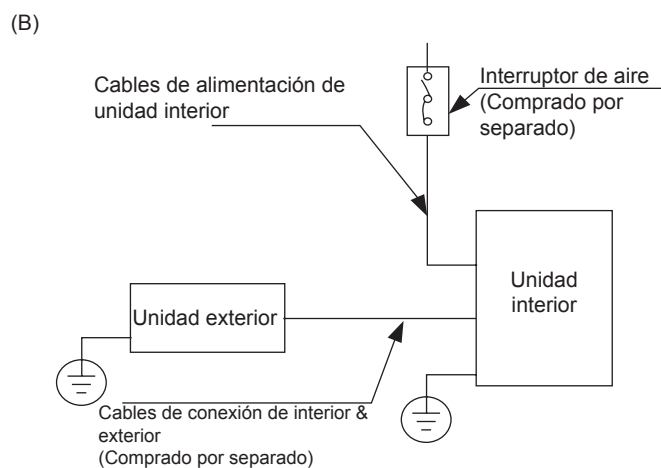 (B)
Cables de alimentación de
unidad interior
Interruptor de aire
(Comprado por
separado)
Unidad
interior
Unidad exterior
Cables de conexión de interior &
exterior
(Comprado por separado)